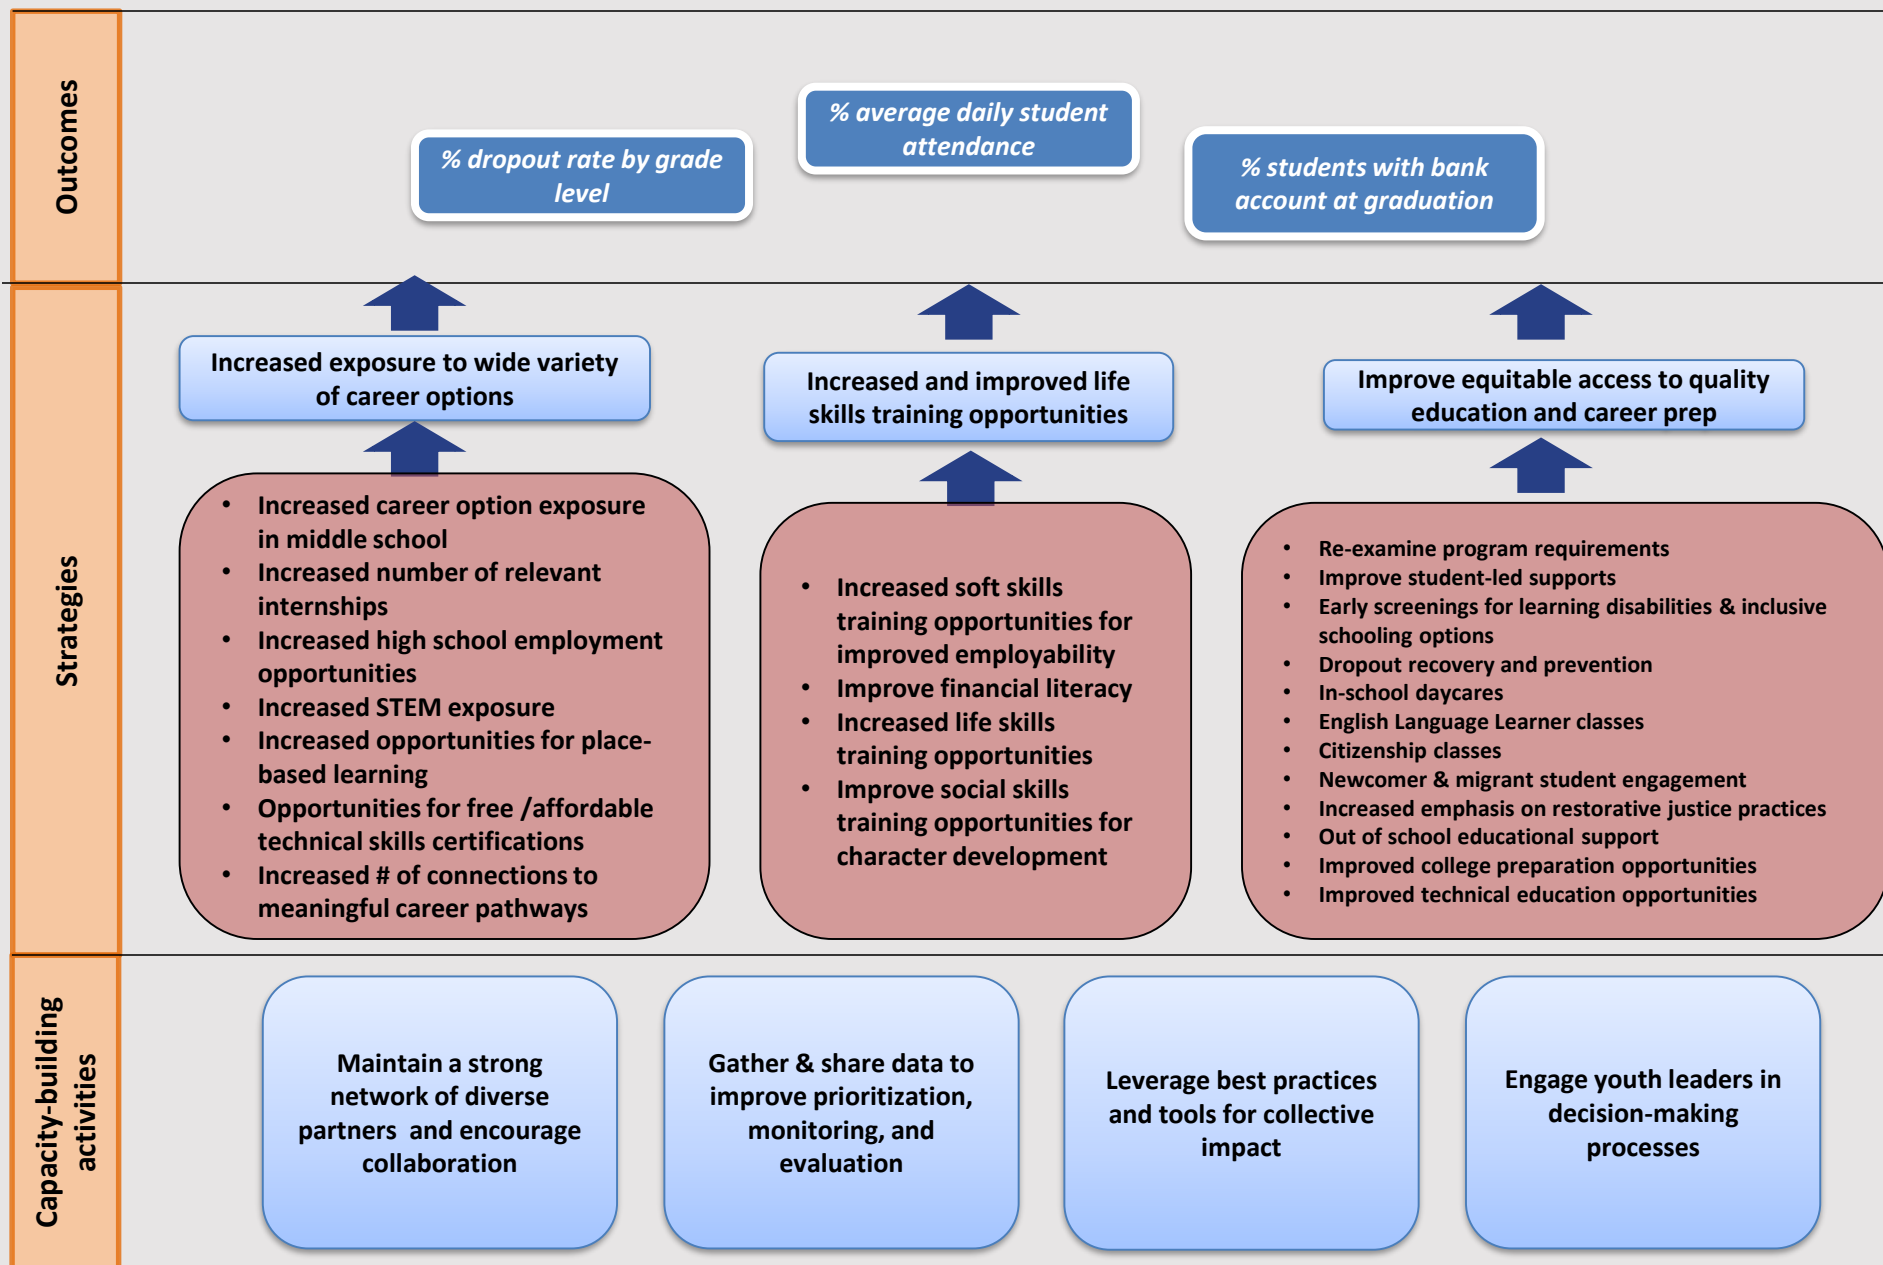 Outcomes
% dropout rate by grade
level
% average daily student
attendance
% students with bank
account at graduation
Strategies
Increased exposure to wide variety
of career options
Increased and improved life
skills training opportunities
Improve equitable access to quality
education and career prep
• Increased career option exposure
in middle school
• Increased number of relevant
internships
• Increased high school employment
opportunities
• Increased STEM exposure
• Increased opportunities for place-
based learning
• Opportunities for free /affordable
technical skills certifications
• Increased # of connections to
meaningful career pathways
• Increased soft skills
training opportunities for
improved employability
• Improve financial literacy
• Increased life skills
training opportunities
• Improve social skills
training opportunities for
character development
• Re-examine program requirements
• Improve student-led supports
• Early screenings for learning disabilities & inclusive
schooling options
• Dropout recovery and prevention
• In-school daycares
• English Language Learner classes
• Citizenship classes
• Newcomer & migrant student engagement
• Increased emphasis on restorative justice practices
• Out of school educational support
• Improved college preparation opportunities
• Improved technical education opportunities
Capacity-building
activities
Maintain a strong
network of diverse
partners and encourage
collaboration
Gather & share data to
improve prioritization,
monitoring, and
evaluation
Leverage best practices
and tools for collective
impact
Engage youth leaders in
decision-making
processes